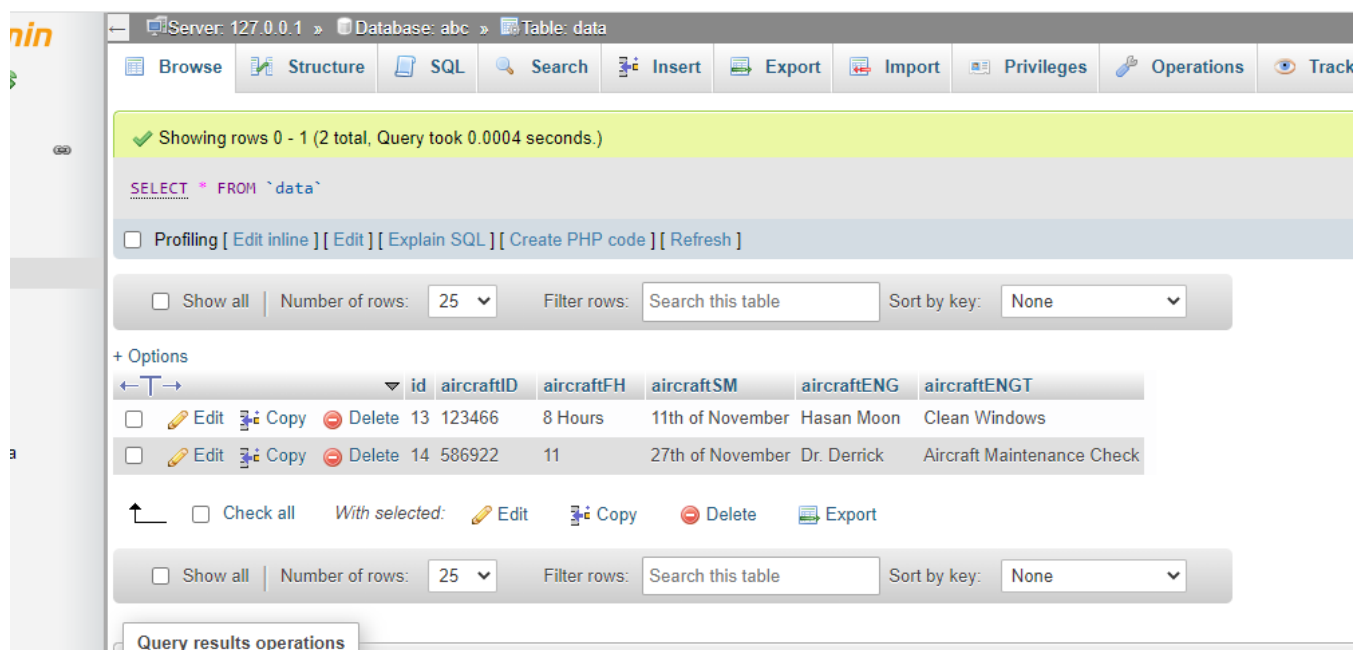 nin
Server: 127.0.0.1 » Database: abc » Table: data
Browse Structure SQL Search Insert Export Import Privileges Operations Track
Showing rows 0 - 1 (2 total, Query took 0.0004 seconds.)
SELECT * FROM `data`
Profiling [ Edit inline ] [ Edit ] [ Explain SQL ] [ Create PHP code ] [ Refresh ]
Show all | Number of rows: 25 Filter rows: Search this table Sort by key: None
+ Options
←T→ id aircraftID aircraftFH aircraftSM aircraftENG aircraftENGT
Edit Copy Delete 13 123466 8 Hours 11th of November Hasan Moon Clean Windows
a
Edit Copy Delete 14 586922 11 27th of November Dr. Derrick Aircraft Maintenance Check
Check all With selected: Edit Copy Delete Export
Show all | Number of rows: 25 Filter rows: Search this table Sort by key: None
Query results operations